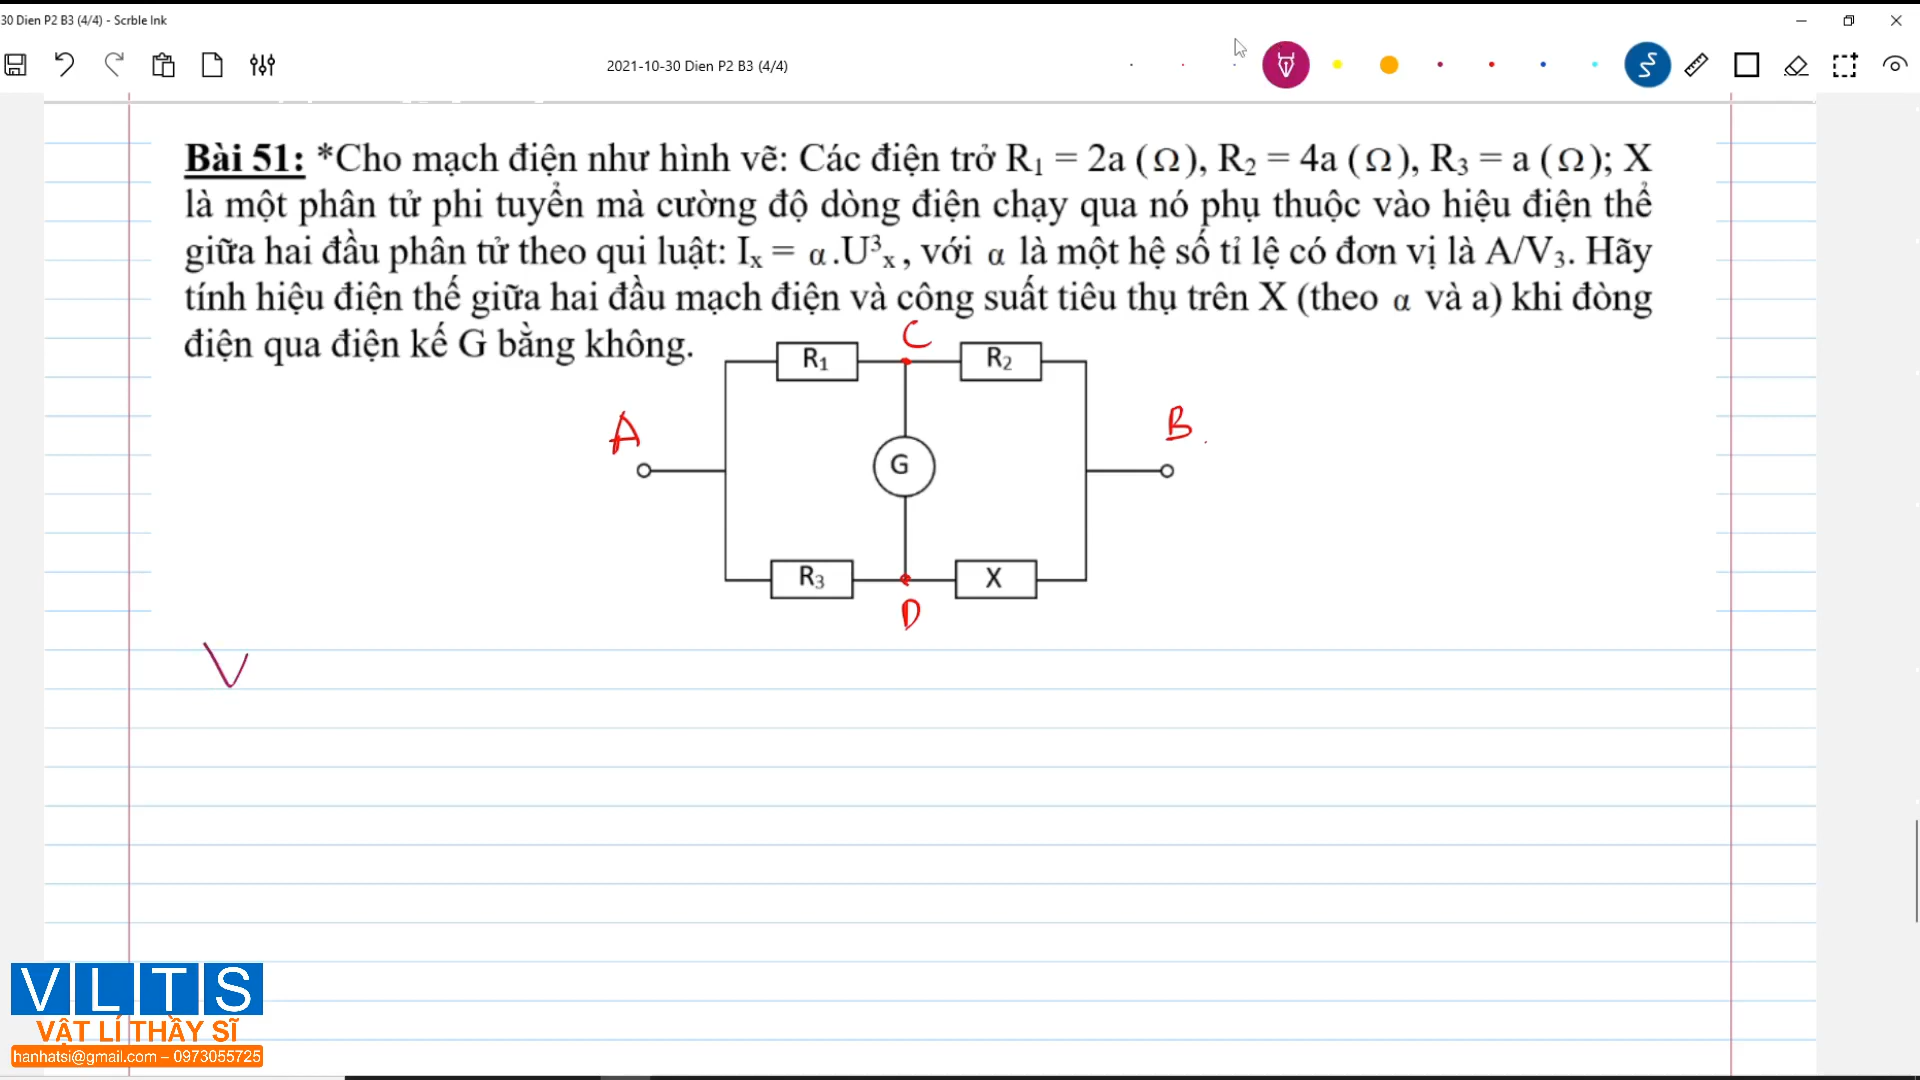 30 Dien P2 B3 (4/4) - Scrble Ink
2021-10-30 Dien P2 B3 (4/4)
Bài 51: *Cho mạch điện như hình vẽ: Các điện trở R₁ = 2a (Ω), R₂ = 4a (Ω), R₃ = a (Ω); X
là một phân tử phi tuyển mà cường độ dòng điện chạy qua nó phụ thuộc vào hiệu điện thể
giữa hai đầu phân tử theo qui luật: Iₓ = α.U³ₓ, với α là một hệ số tỉ lệ có đơn vị là A/V₃. Hãy
tính hiệu điện thế giữa hai đầu mạch điện và công suất tiêu thụ trên X (theo α và a) khi đòng
điện qua điện kế G bằng không.
C
R₁
R₂
A
B
G
R₃
X
D
V
VLTS
VẬT LÍ THẦY SĨ
hanhatsi@gmail.com – 0973055725